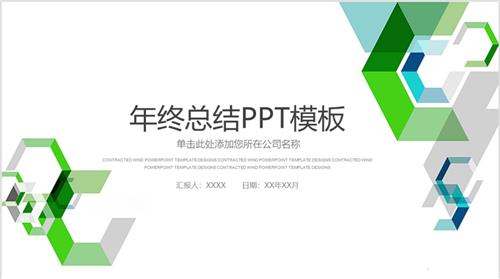 年终总结PPT模板
单击此处添加您所在公司名称
CONTRACTED WIND POWERPOINT TEMPLATE DESIGNS CONTRACTED WIND POWERPOINT TEMPLATE DESIGNS CONTRACTED WIND
POWERPOINT TEMPLATE DESIGNS CONTRACTED WIND POWERPOINT TEMPLATE DESIGNS
汇报人：XXXX 日期：XX年XX月